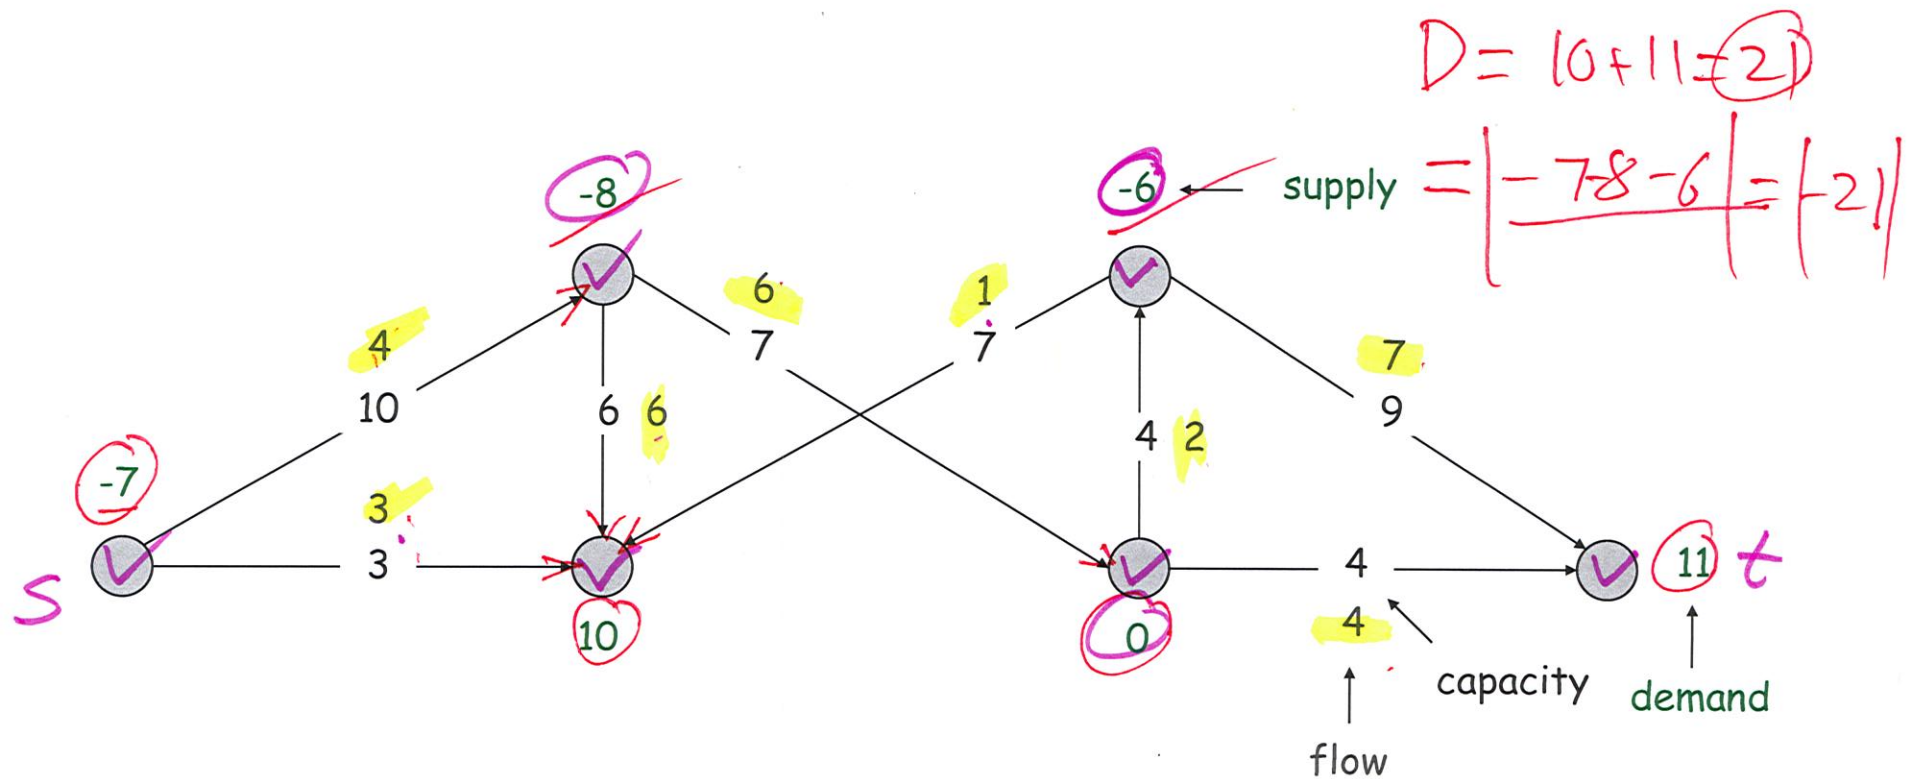 D = 10+11 = 21
= |-7-8-6| = |-21|
-8
-6
supply
6
1
4
7
7
7
10
6 6
9
4 2
-7
3
3
4
s
11 t
10
0
4
capacity
demand
flow